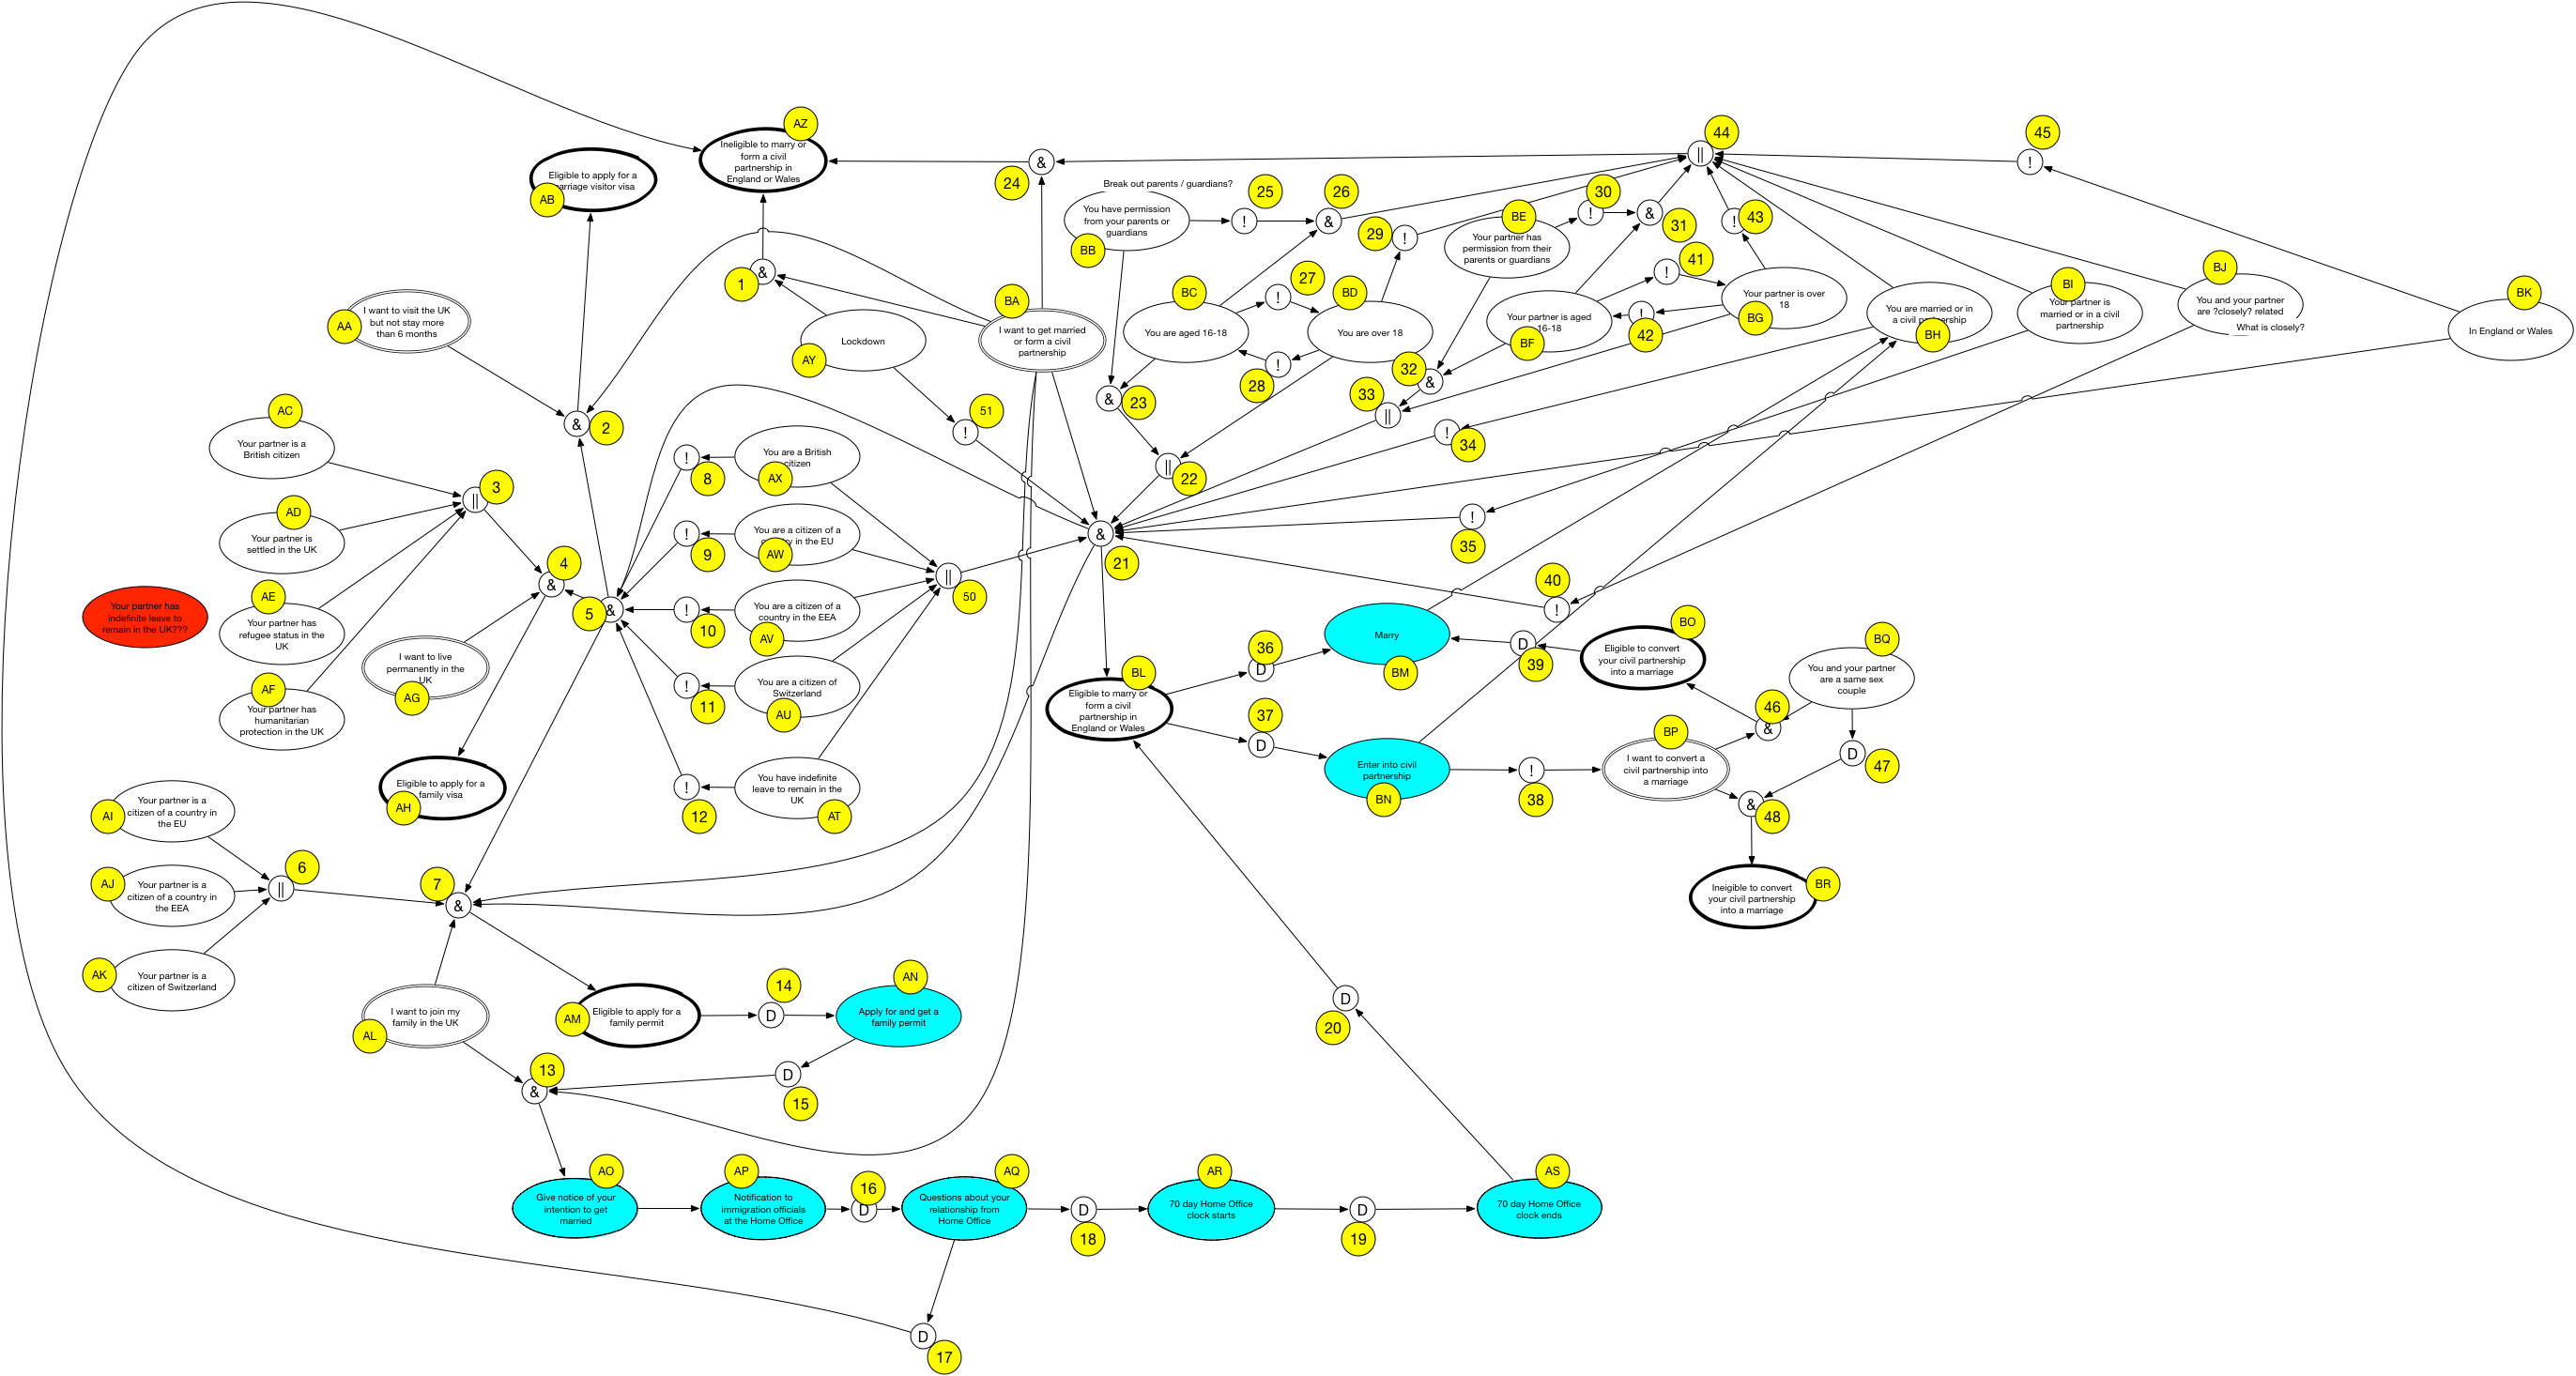 AZ
Ineligible to marry or
form a civil
partnership in
England or Wales
Eligible to apply for a
marriage visitor visa
AB
24
&
44
||
45
!
Break out parents / guardians?
You have permission
from your parents or
guardians
BB
25
!
26
&
29
!
BE
Your partner has
permission from their
parents or guardians
30
!
&
31
43
!
41
!
1
&
BA
I want to get married
or form a civil
partnership
AA
I want to visit the UK
but not stay more
than 6 months
Lockdown
AY
BC
You are aged 16-18
27
!
BD
You are over 18
28
!
Your partner is aged
16-18
BF
!
42
Your partner is over
18
BG
You are married or in
a civil partnership
BH
BI
Your partner is
married or in a civil
partnership
BJ
You and your partner
are ?closely? related
What is closely?
BK
In England or Wales
32
&
33
||
&
23
AC
Your partner is a
British citizen
&
2
51
!
!
34
||
22
!
8
You are a British
citizen
AX
3
||
AD
Your partner is
settled in the UK
!
9
You are a citizen of a
country in the EU
AW
!
35
&
21
4
&
||
50
Your partner has
indefinite leave to
remain in the UK???
AE
Your partner has
refugee status in the
UK
5
&
!
10
You are a citizen of a
country in the EEA
AV
40
!
36
D
Marry
BM
D
39
BO
Eligible to convert
your civil partnership
into a marriage
BQ
You and your partner
are a same sex
couple
I want to live
permanently in the
UK
AG
AF
Your partner has
humanitarian
protection in the UK
!
11
You are a citizen of
Switzerland
AU
BL
Eligible to marry or
form a civil
partnership in
England or Wales
37
D
46
&
BP
I want to convert a
civil partnership into
a marriage
D
47
Eligible to apply for a
family visa
AH
!
12
You have indefinite
leave to remain in the
UK
AT
Enter into civil
partnership
BN
!
38
&
48
AI
Your partner is a
citizen of a country in
the EU
AJ
Your partner is a
citizen of a country in
the EEA
6
||
7
&
Ineigible to convert
your civil partnership
into a marriage
BR
AK
Your partner is a
citizen of Switzerland
I want to join my
family in the UK
AL
AM
Eligible to apply for a
family permit
14
D
AN
Apply for and get a
family permit
D
20
13
&
D
15
AO
Give notice of your
intention to get
married
AP
Notification to
immigration officials
at the Home Office
16
D
AQ
Questions about your
relationship from
Home Office
D
18
AR
70 day Home Office
clock starts
D
19
AS
70 day Home Office
clock ends
D
17